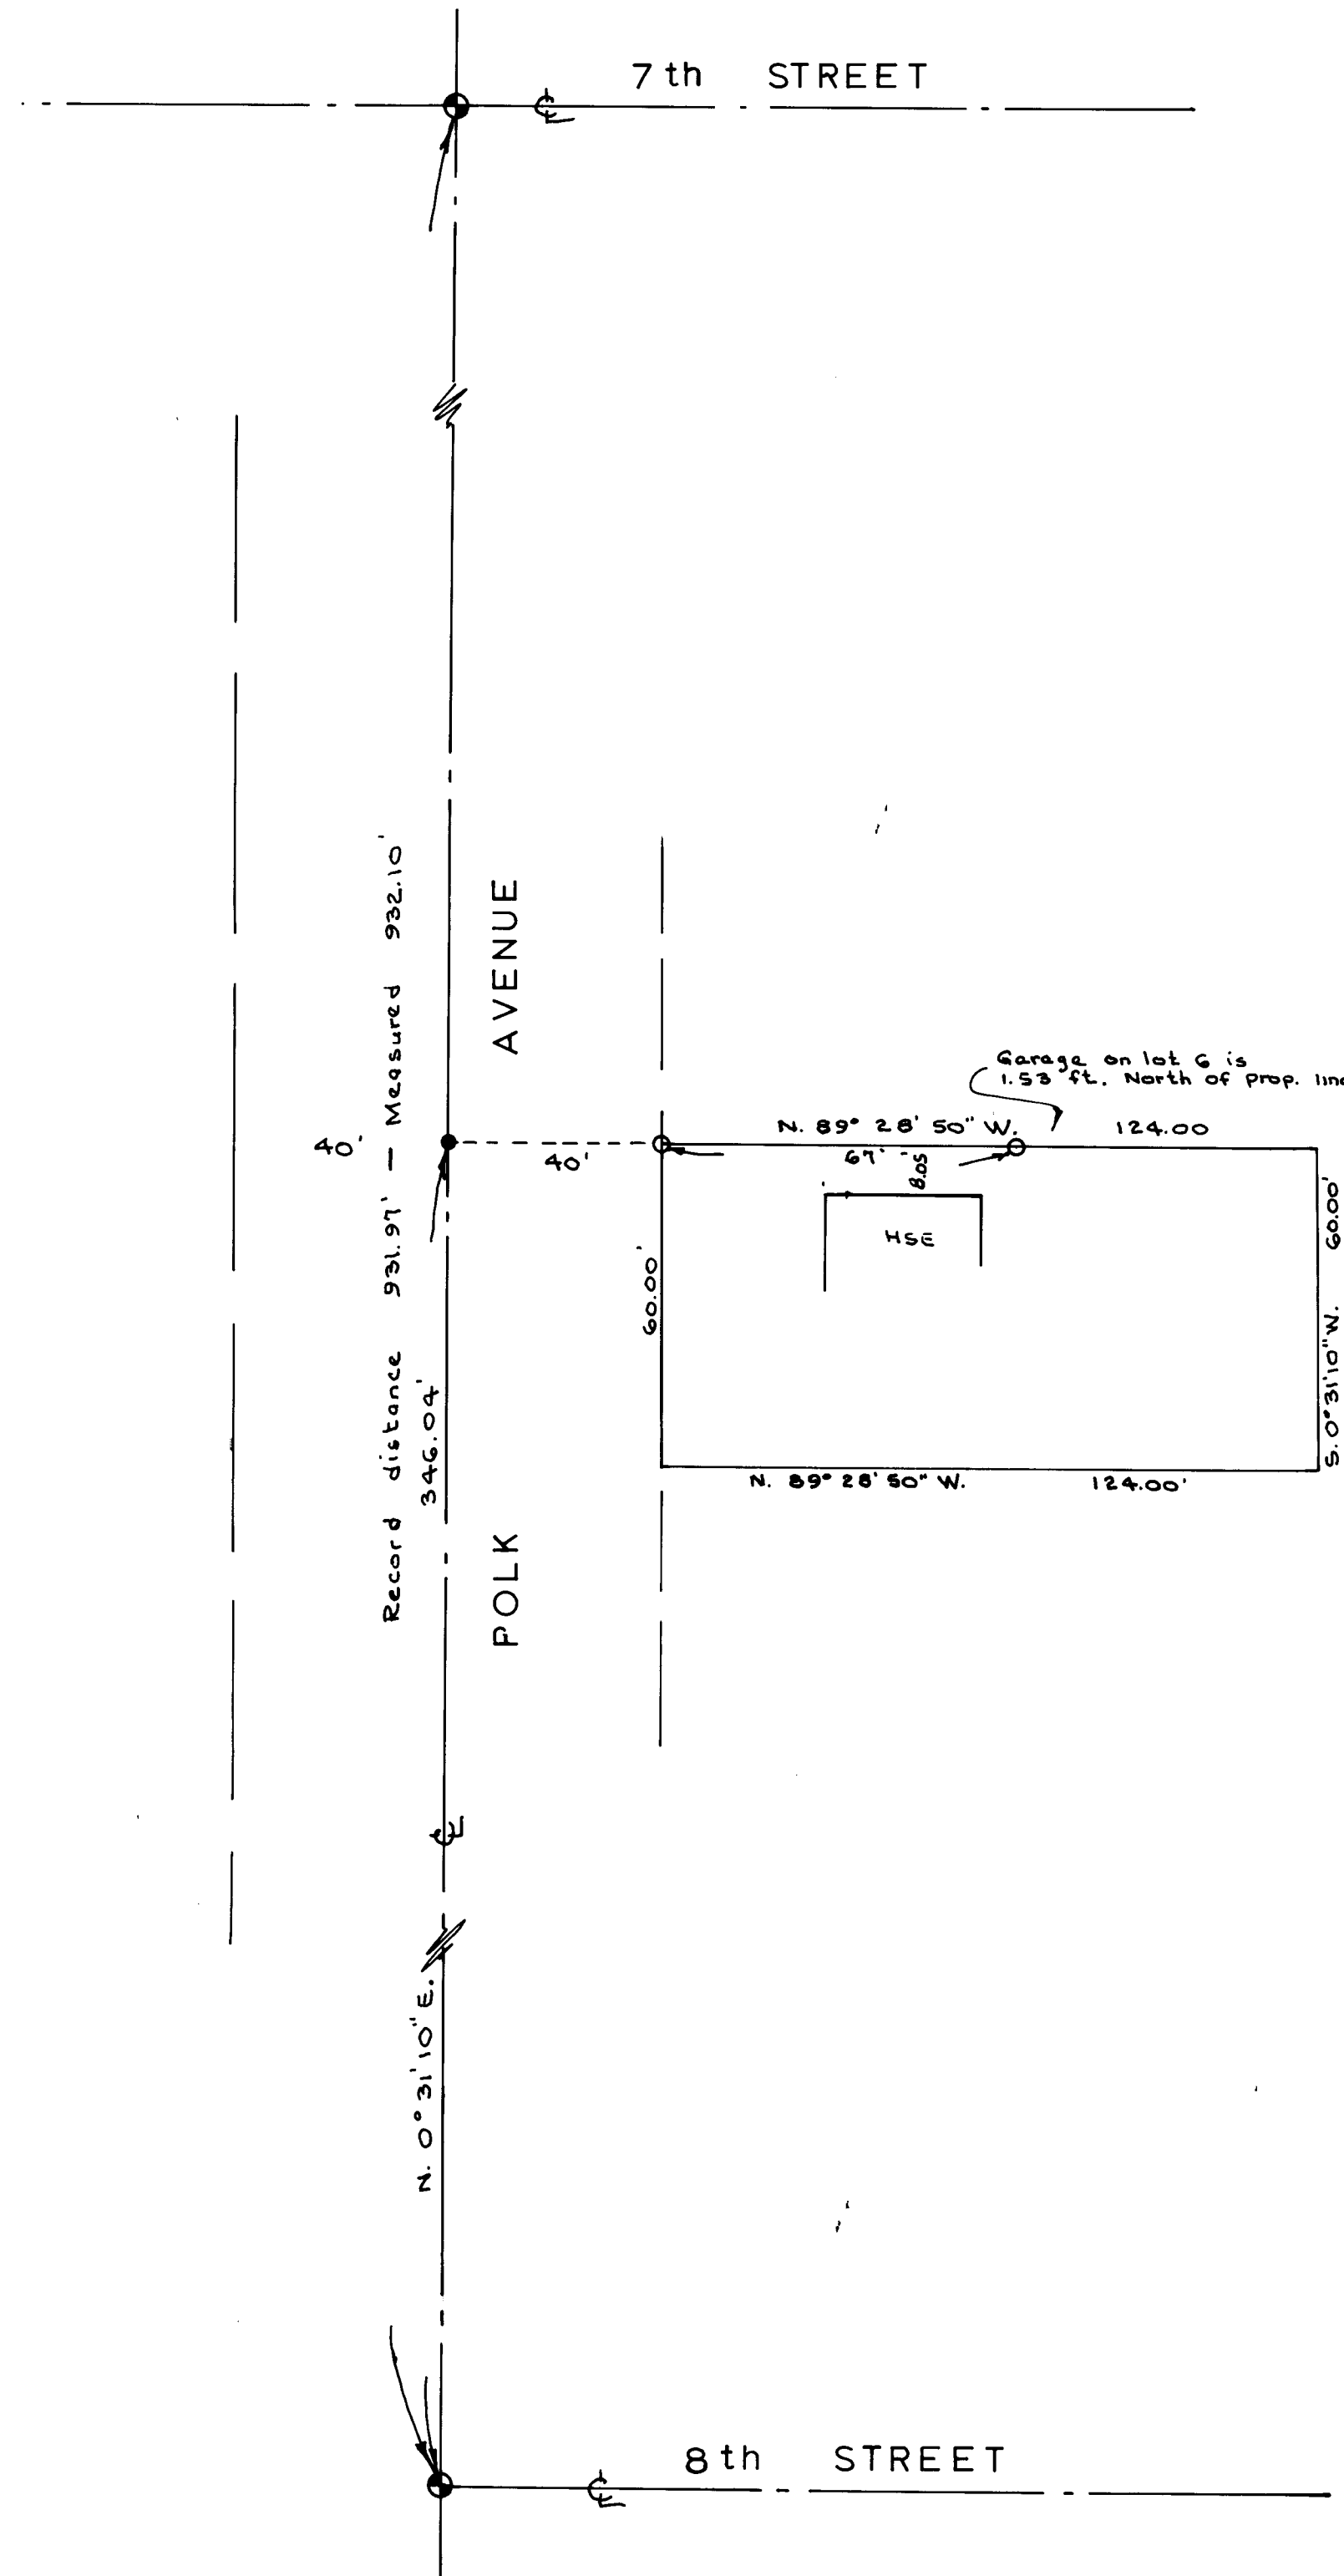 7th STREET
℄
Record distance 931.97' — Measured 932.10'
346.04'
POLK AVENUE
40'
40'
Garage on lot 6 is
1.53 ft. North of prop. line
N. 89° 28' 50" W. 124.00
67'
8.05
HSE
60.00'
S. 0° 31' 10" W. 60.00'
N. 89° 28' 50" W. 124.00'
℄
N. 0° 31' 10" E.
8th STREET
℄